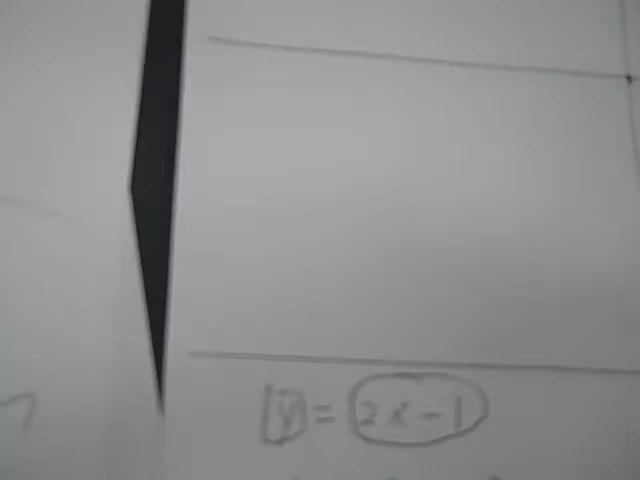 y = 2x - 1